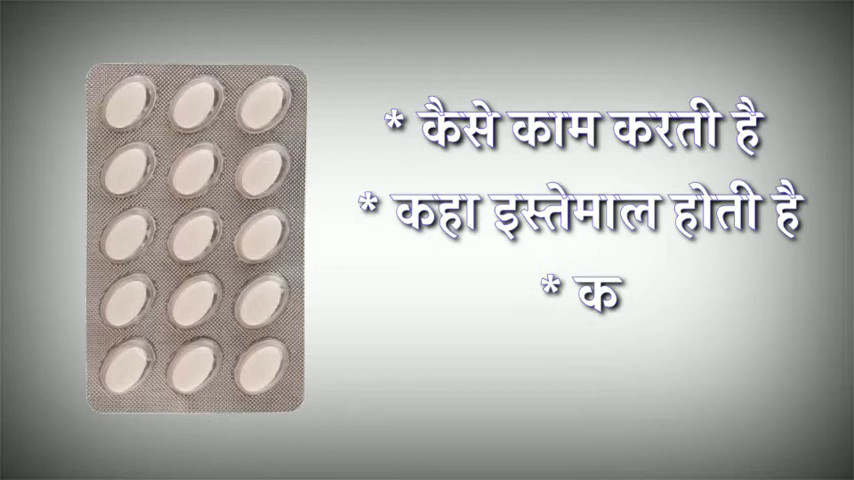 * कैसे काम करती है
* कहा इस्तेमाल होती है
* क